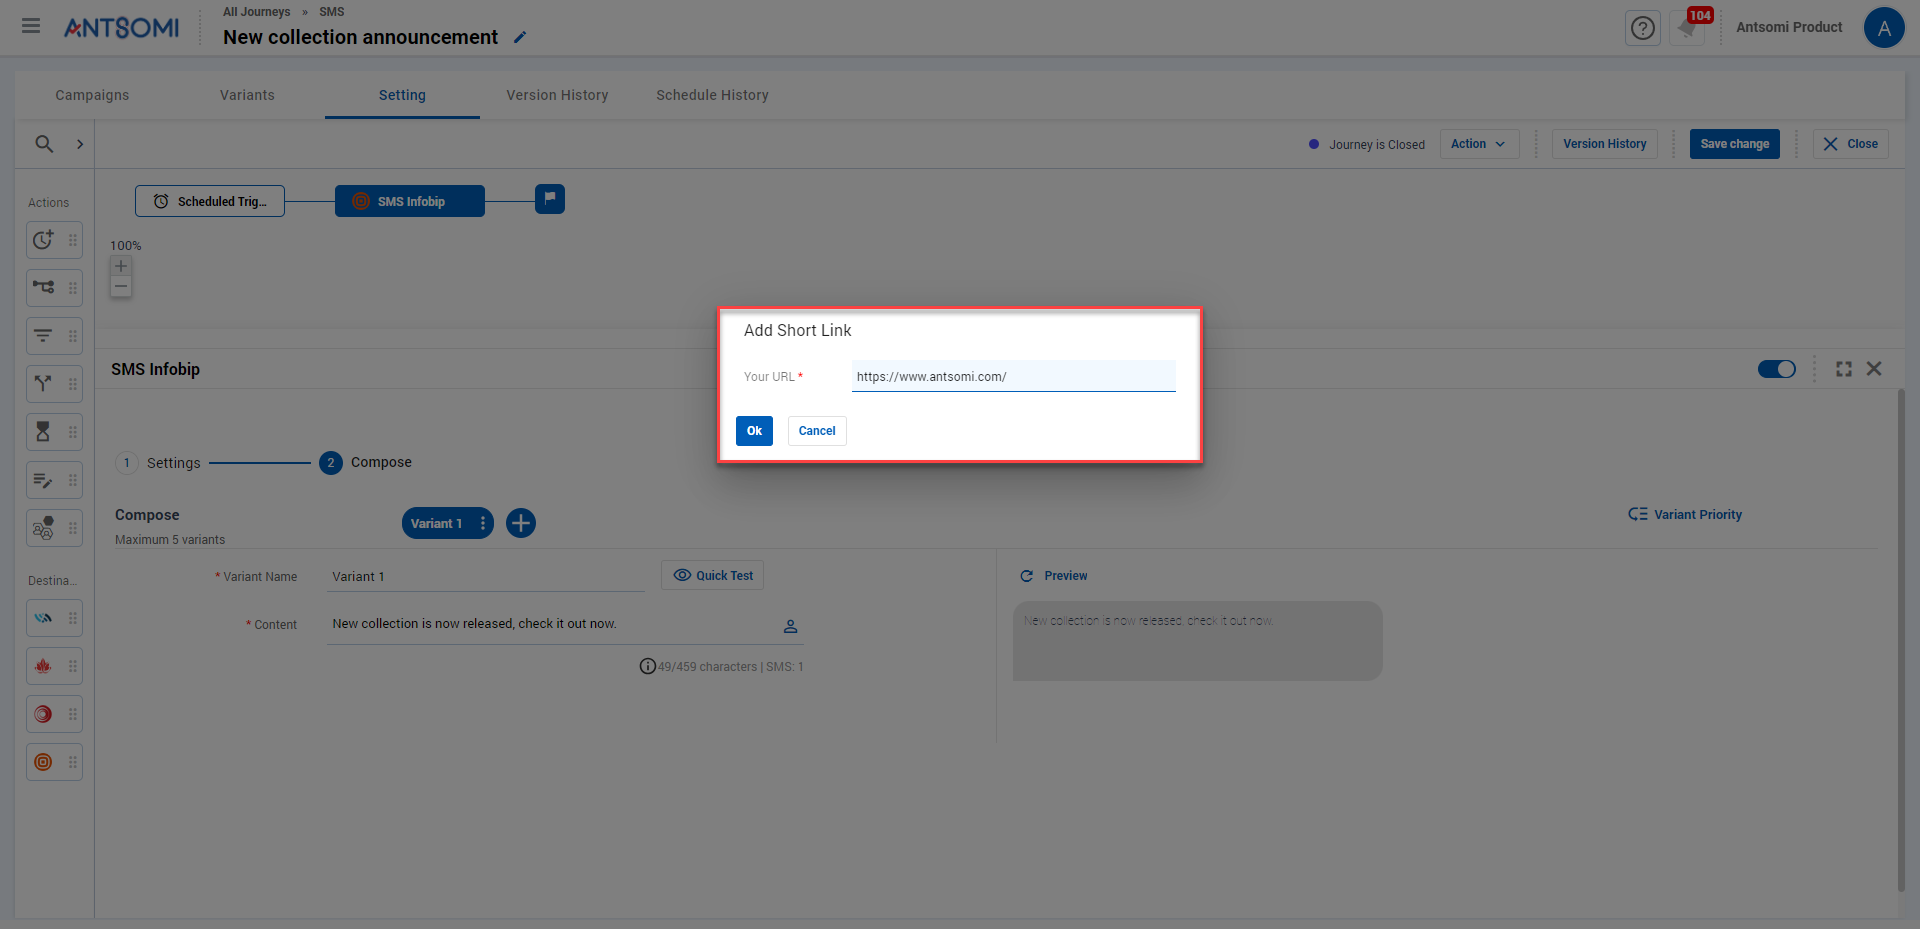 ANTSOMI
All Journeys » SMS
New collection announcement
104
Antsomi Product
A
Campaigns
Variants
Setting
Version History
Schedule History
Journey is Closed
Action
Version History
Save change
Close
Actions
Scheduled Trig...
SMS Infobip
100%
Add Short Link
Your URL *
https://www.antsomi.com/
Ok
Cancel
SMS Infobip
1 Settings
2 Compose
Compose
Maximum 5 variants
Variant 1
Variant Priority
* Variant Name
Variant 1
Quick Test
Preview
* Content
New collection is now released, check it out now.
New collection is now released, check it out now.
49/459 characters | SMS: 1
Destina...